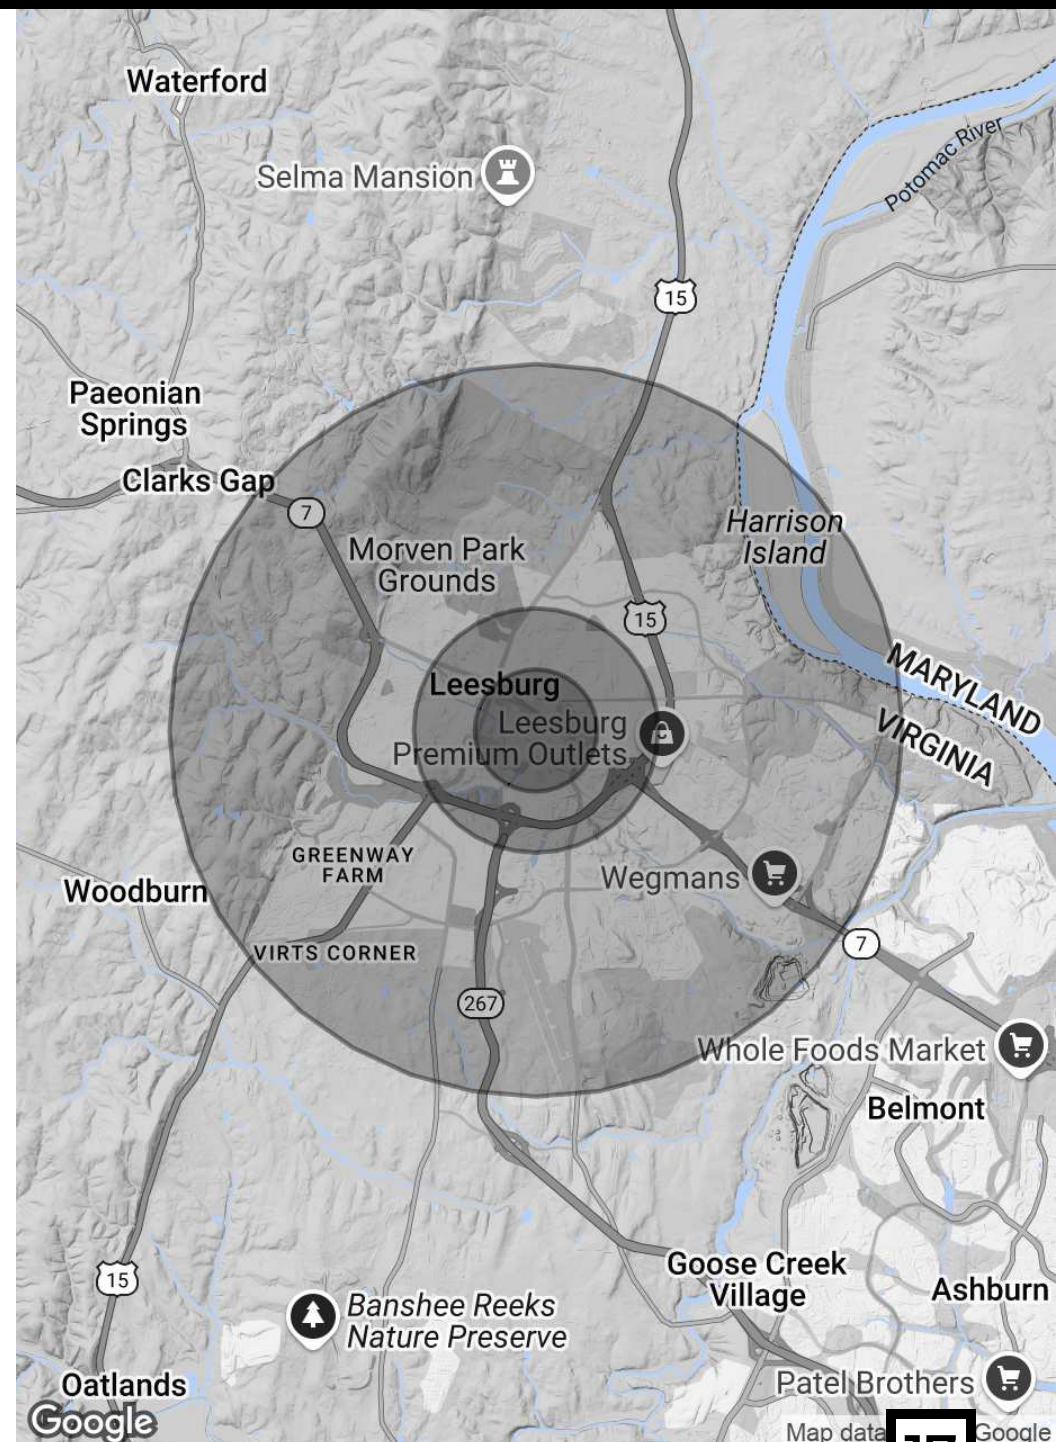 Waterford
Selma Mansion
Potomac River
15
Paeonian
Springs
Clarks Gap
7
Harrison
Island
Morven Park
Grounds
15
Leesburg
Leesburg
Premium Outlets
MARYLAND
VIRGINIA
GREENWAY
FARM
Wegmans
Woodburn
VIRTS CORNER
7
267
Whole Foods Market
Belmont
Goose Creek
Village
15
Ashburn
Banshee Reeks
Nature Preserve
Oatlands
Patel Brothers
Google
Map data
Google